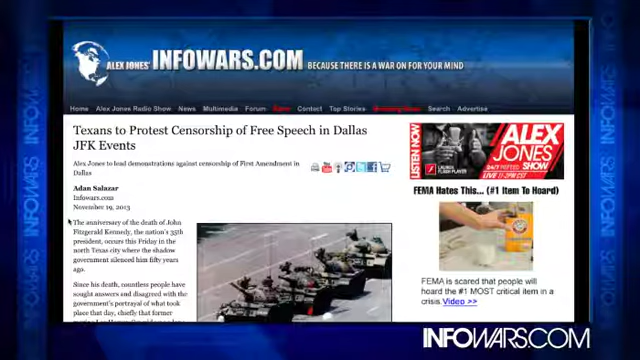 ALEX JONES' INFOWARS.COM BECAUSE THERE IS A WAR ON FOR YOUR MIND
Home Alex Jones Radio Show News Multimedia Forum Contact Top Stories Search Advertise
Texans to Protest Censorship of Free Speech in Dallas
JFK Events
Alex Jones to lead demonstrations against censorship of First Amendment in
Dallas
Adan Salazar
Infowars.com
November 19, 2013
The anniversary of the death of John
Fitzgerald Kennedy, the nation's 35th
president, occurs this Friday in the
north Texas city where the shadow
government silenced him fifty years
ago.
Since his death, countless people have
sought answers and disagreed with the
government's portrayal of what took
place that day, chiefly that former
LISTEN NOW
ALEX
JONES
SHOW
LAUNCH
FLASH PLAYER
FEMA Hates This... (#1 Item To Hoard)
FEMA is scared that people will
hoard the #1 MOST critical item in a
crisis Video >>
INFOWARS.COM
INFOWARS
INFOWARS